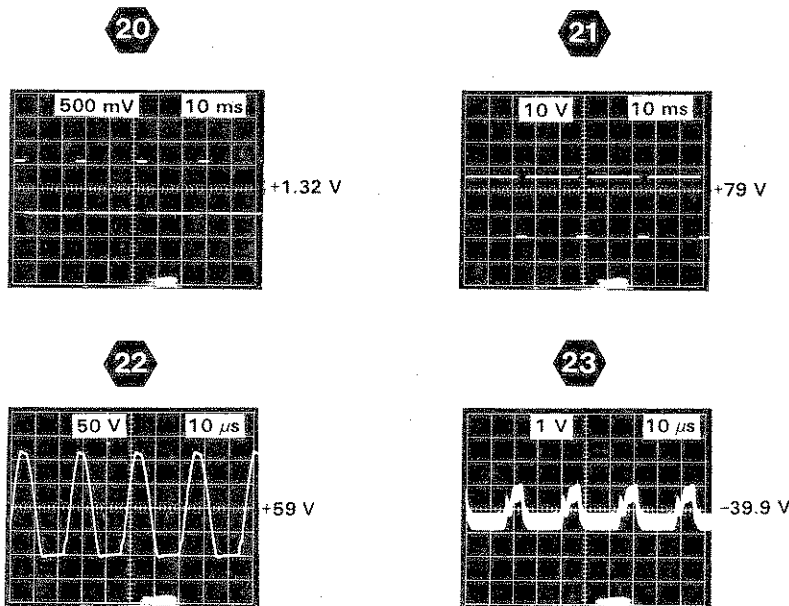 20
21
500 mV 10 ms
+1.32 V
10 V 10 ms
+79 V
22
23
50 V 10 μs
+59 V
1 V 10 μs
-39.9 V